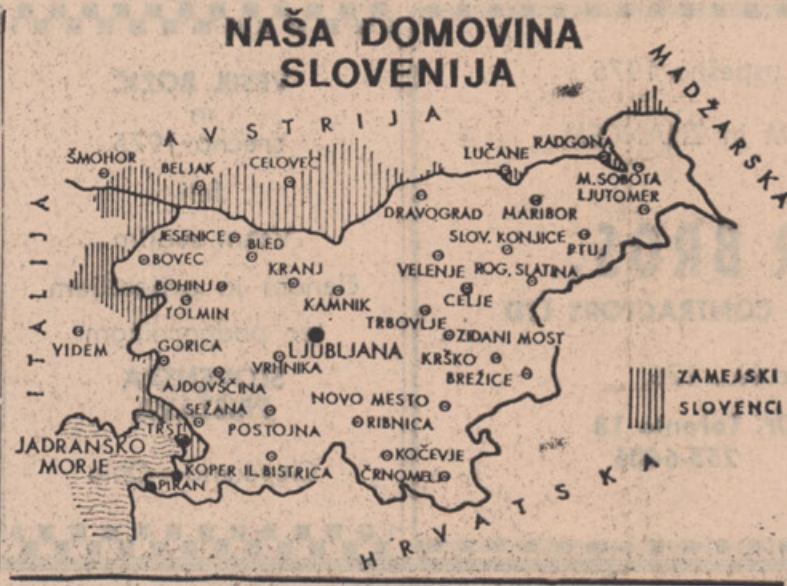 NAŠA DOMOVINA
SLOVENIJA
MADŽARSKA
AVSTRIJA
ŠMOHOR
BELJAK
CELOVEC
LUČANE
RADGONA
M. SOBOTA
LJUTOMER
DRAVOGRAD
MARIBOR
ITALIJA
JESENICE
BLED
SLOV. KONJICE
PTUJ
BOVEC
VELENJE
ROG. SLATINA
KRANJ
BOHINJ
KAMNIK
CELJE
TOLMIN
TRBOVLJE
VIDEM
LJUBLJANA
ZIDANI MOST
GORICA
VRHNIKA
KRŠKO
AJDOVŠČINA
BREŽICE
ZAMEJSKI
SLOVENCI
NOVO MESTO
SEŽANA
TRST
POSTOJNA
RIBNICA
JADRANSKO
MORJE
KOČEVJE
KOPER
IL. BISTRICA
ČRNOMELJ
PIRAN
HRVATSKA